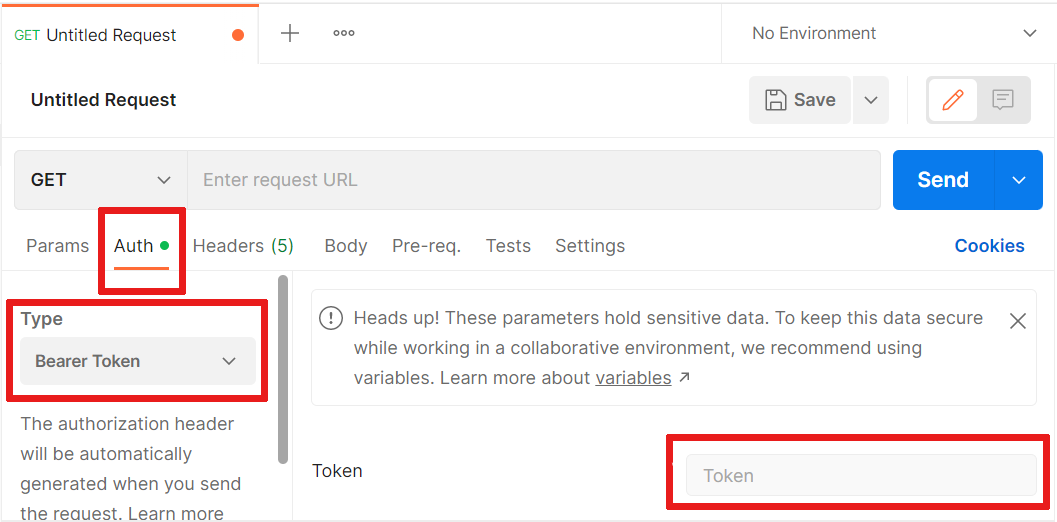 GET Untitled Request
No Environment
Untitled Request
Save
GET
Enter request URL
Send
Params Auth Headers (5) Body Pre-req. Tests Settings Cookies
Type
Bearer Token
The authorization header
will be automatically
generated when you send
the request. Learn more
Heads up! These parameters hold sensitive data. To keep this data secure
while working in a collaborative environment, we recommend using
variables. Learn more about variables ↗
Token
Token